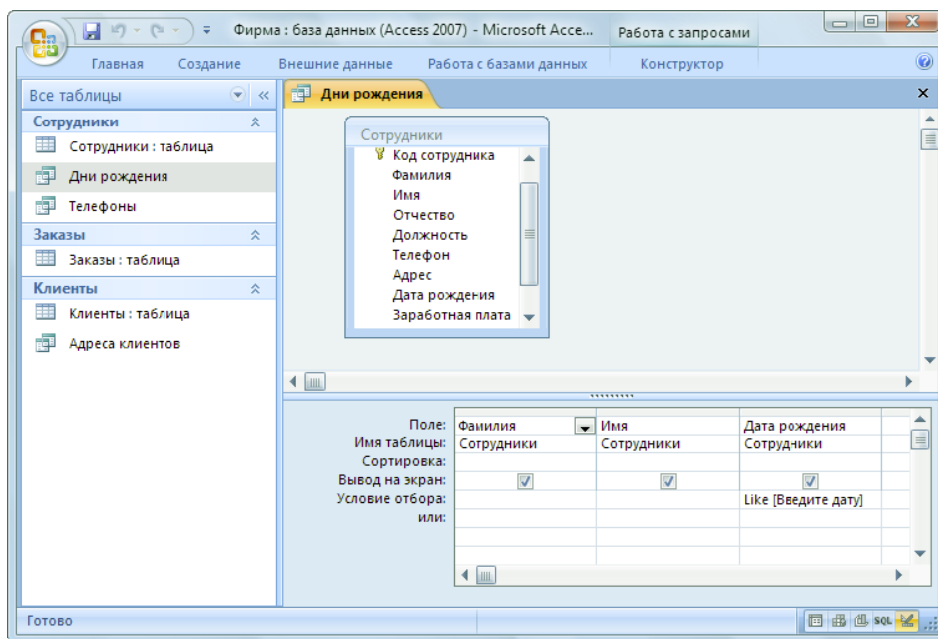 Фирма : база данных (Access 2007) - Microsoft Acce...
Работа с запросами
Главная Создание Внешние данные Работа с базами данных Конструктор
Все таблицы
Дни рождения
Сотрудники
Сотрудники : таблица
Дни рождения
Телефоны
Заказы
Заказы : таблица
Клиенты
Клиенты : таблица
Адреса клиентов
Сотрудники
Код сотрудника
Фамилия
Имя
Отчество
Должность
Телефон
Адрес
Дата рождения
Заработная плата
Поле: Фамилия Имя Дата рождения
Имя таблицы: Сотрудники Сотрудники Сотрудники
Сортировка:
Вывод на экран:
Условие отбора: Like [Введите дату]
или:
Готово
SQL